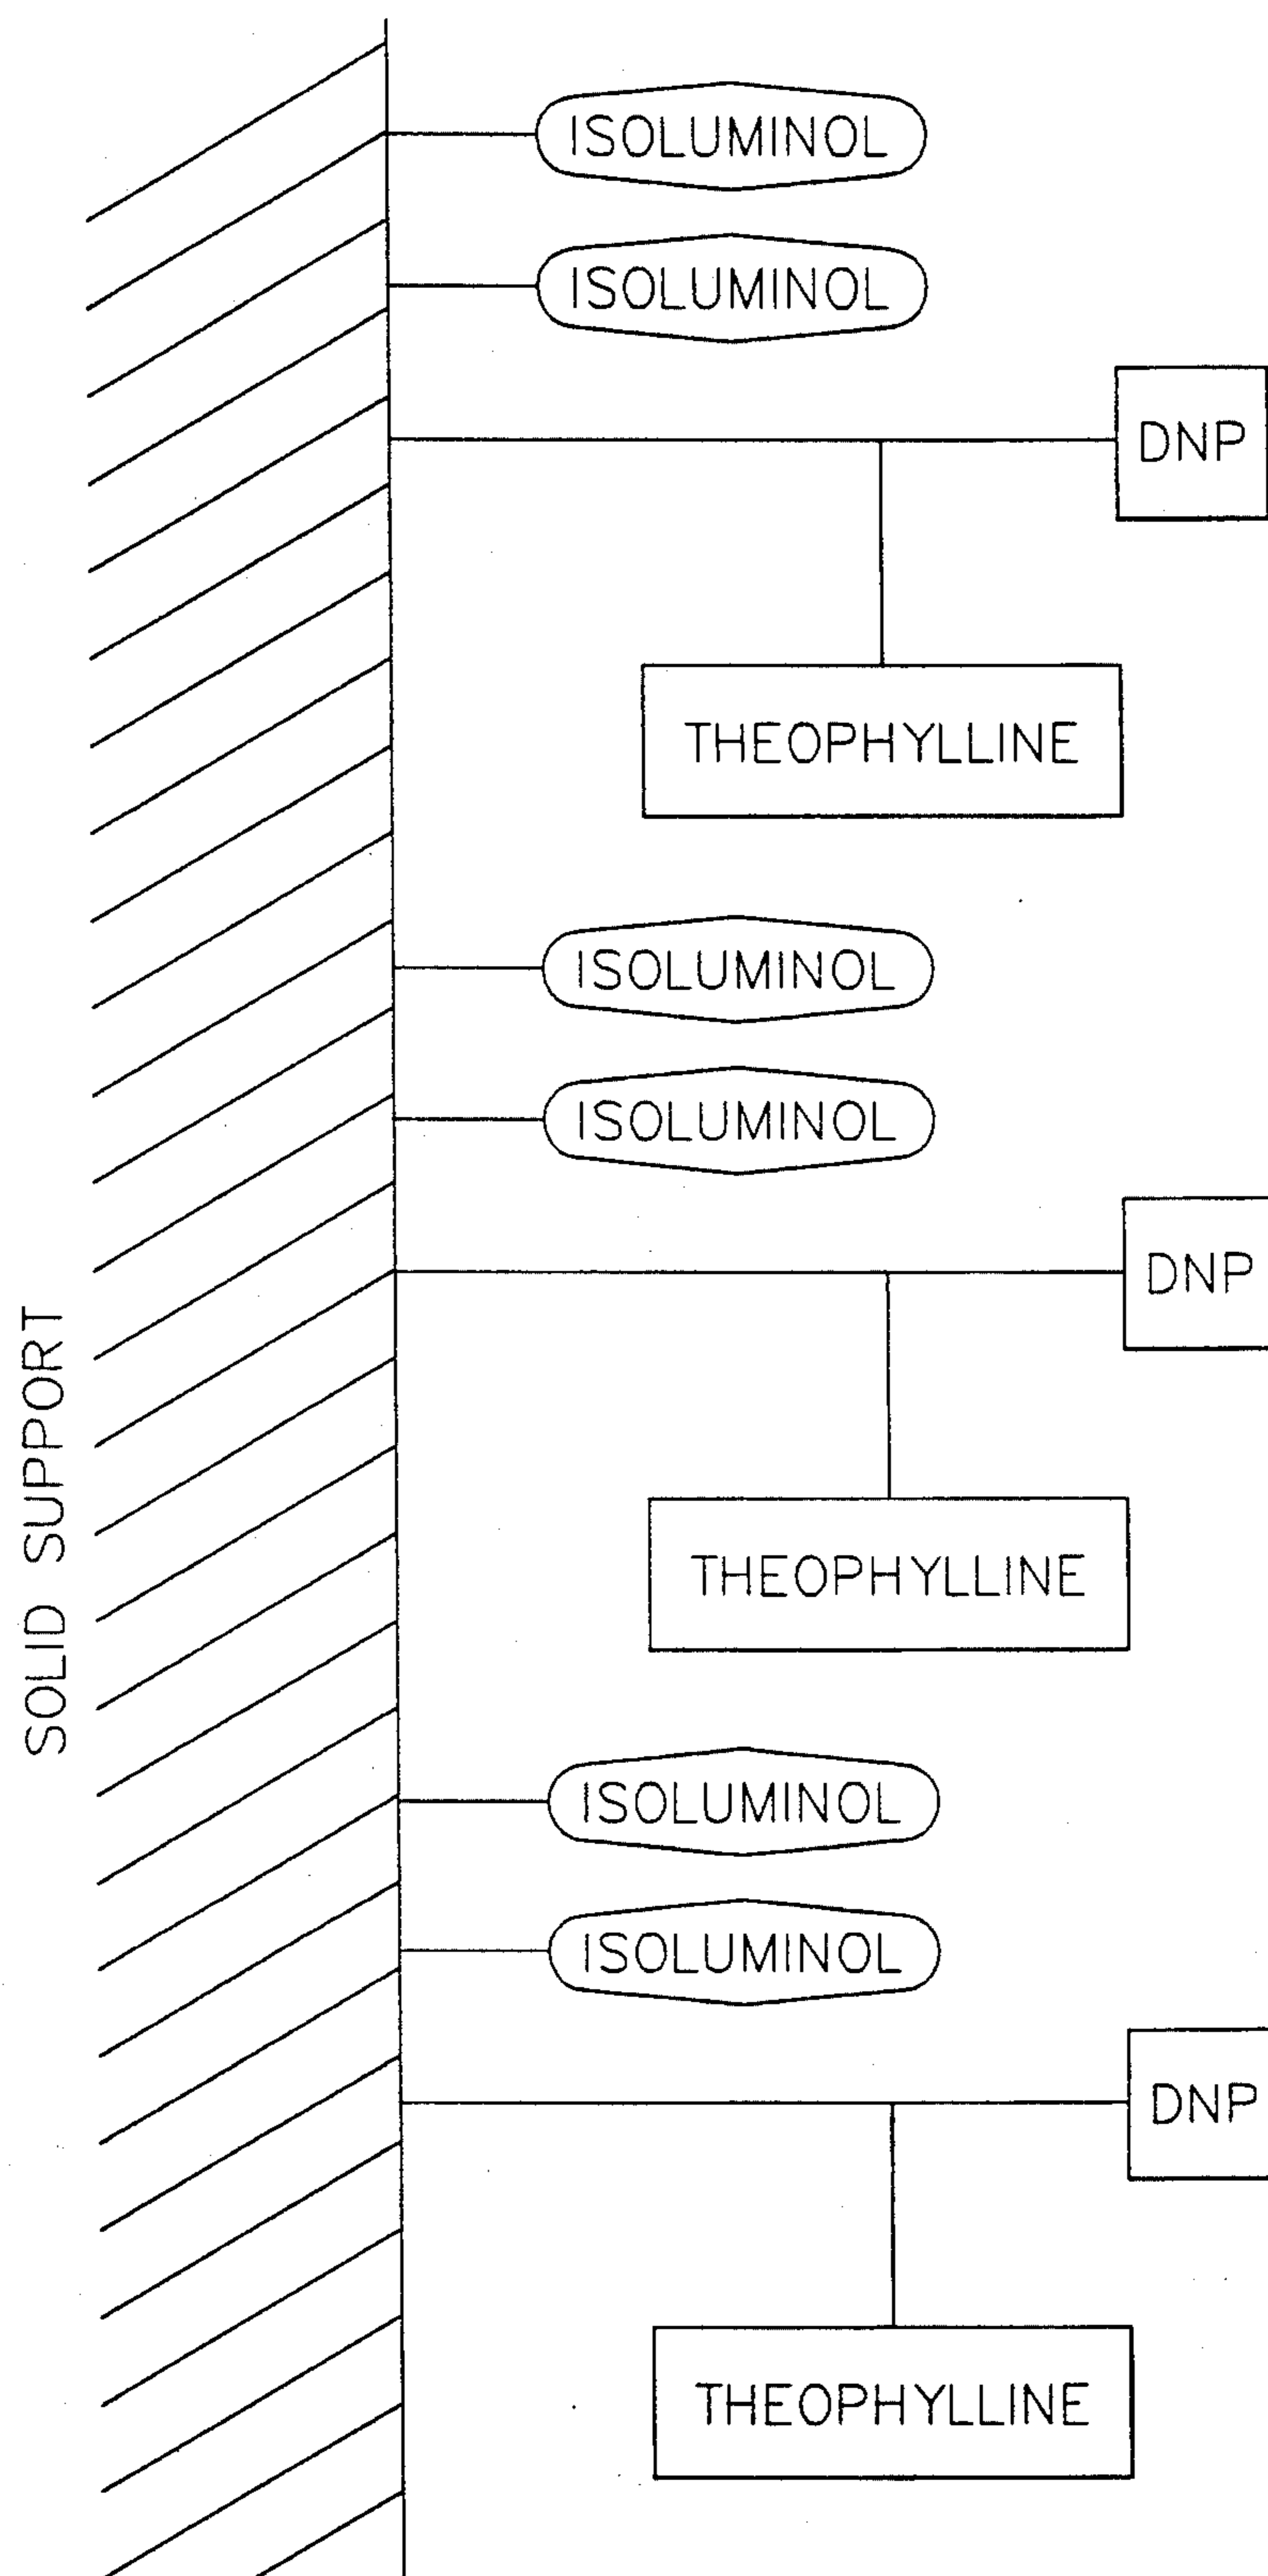 ISOLUMINOL
ISOLUMINOL
DNP
THEOPHYLLINE
ISOLUMINOL
ISOLUMINOL
DNP
THEOPHYLLINE
SOLID SUPPORT
ISOLUMINOL
ISOLUMINOL
DNP
THEOPHYLLINE